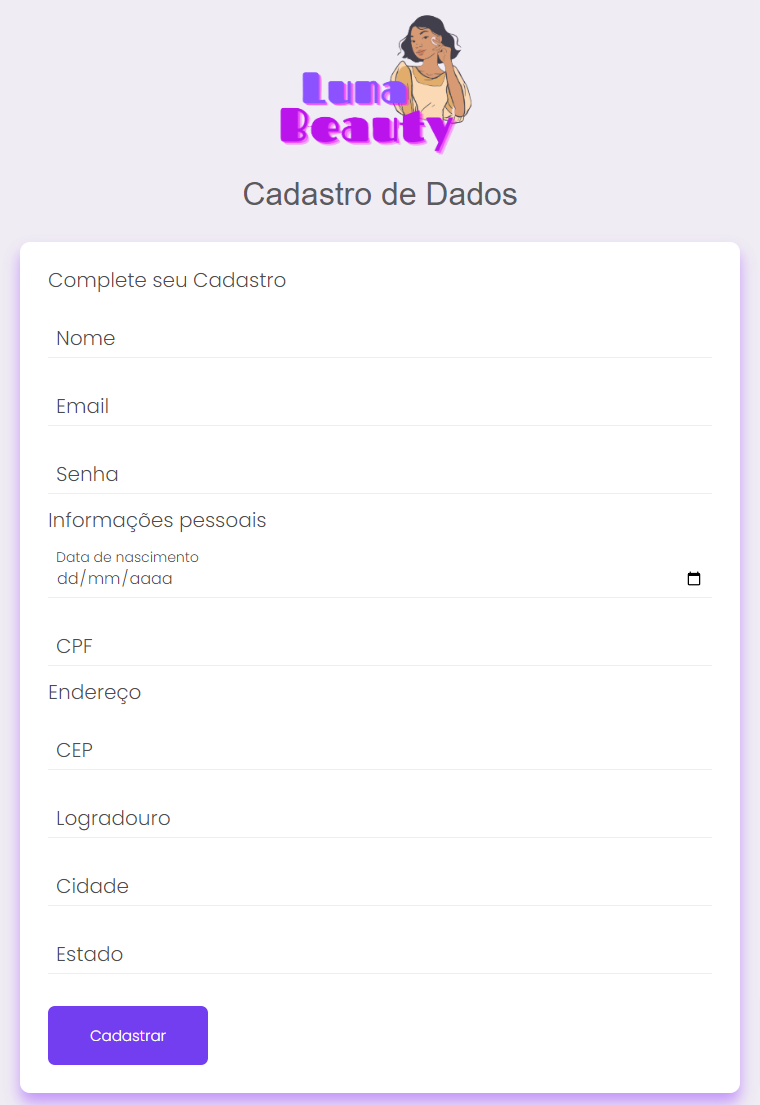 Luna
Beauty
Cadastro de Dados
Complete seu Cadastro
Nome
Email
Senha
Informações pessoais
Data de nascimento
dd/mm/aaaa
CPF
Endereço
CEP
Logradouro
Cidade
Estado
Cadastrar